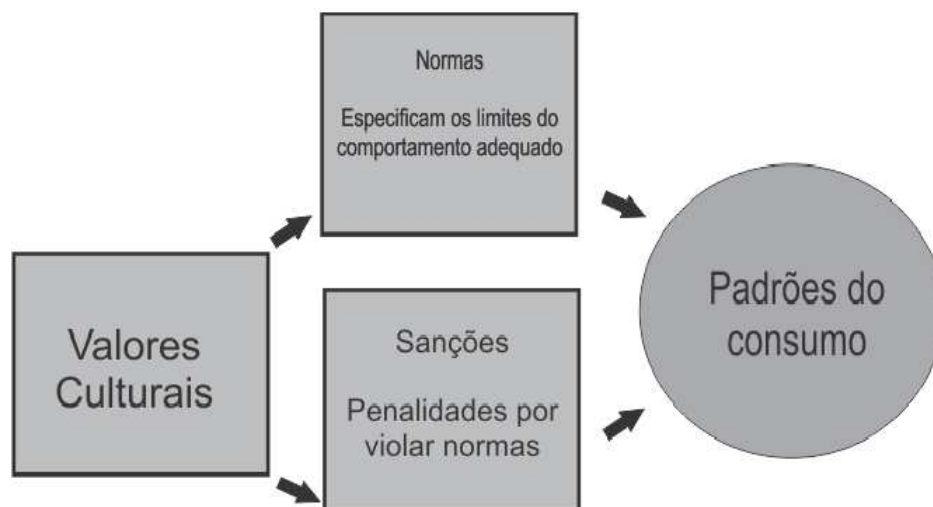 Normas
Especificam os limites do
comportamento adequado
Valores
Culturais
Sanções
Penalidades por
violar normas
Padrões do
consumo